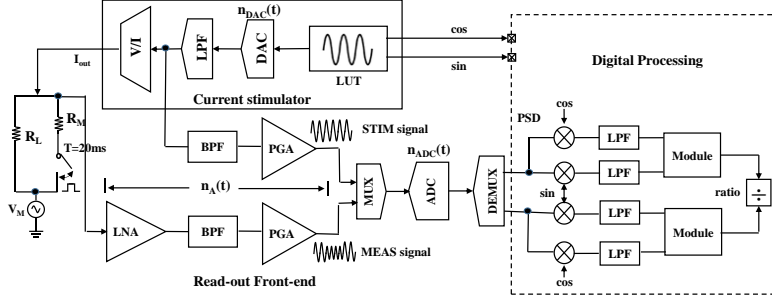 n_DAC(t)
V/I
LPF
DAC
LUT
Current stimulator
cos
sin
Digital Processing
I_out
R_L
R_M
T=20ms
V_M
BPF
PGA
STIM signal
n_A(t)
LNA
BPF
PGA
MEAS signal
Read-out Front-end
MUX
n_ADC(t)
ADC
DEMUX
PSD
cos
LPF
LPF
Module
sin
ratio
÷
LPF
LPF
Module
cos